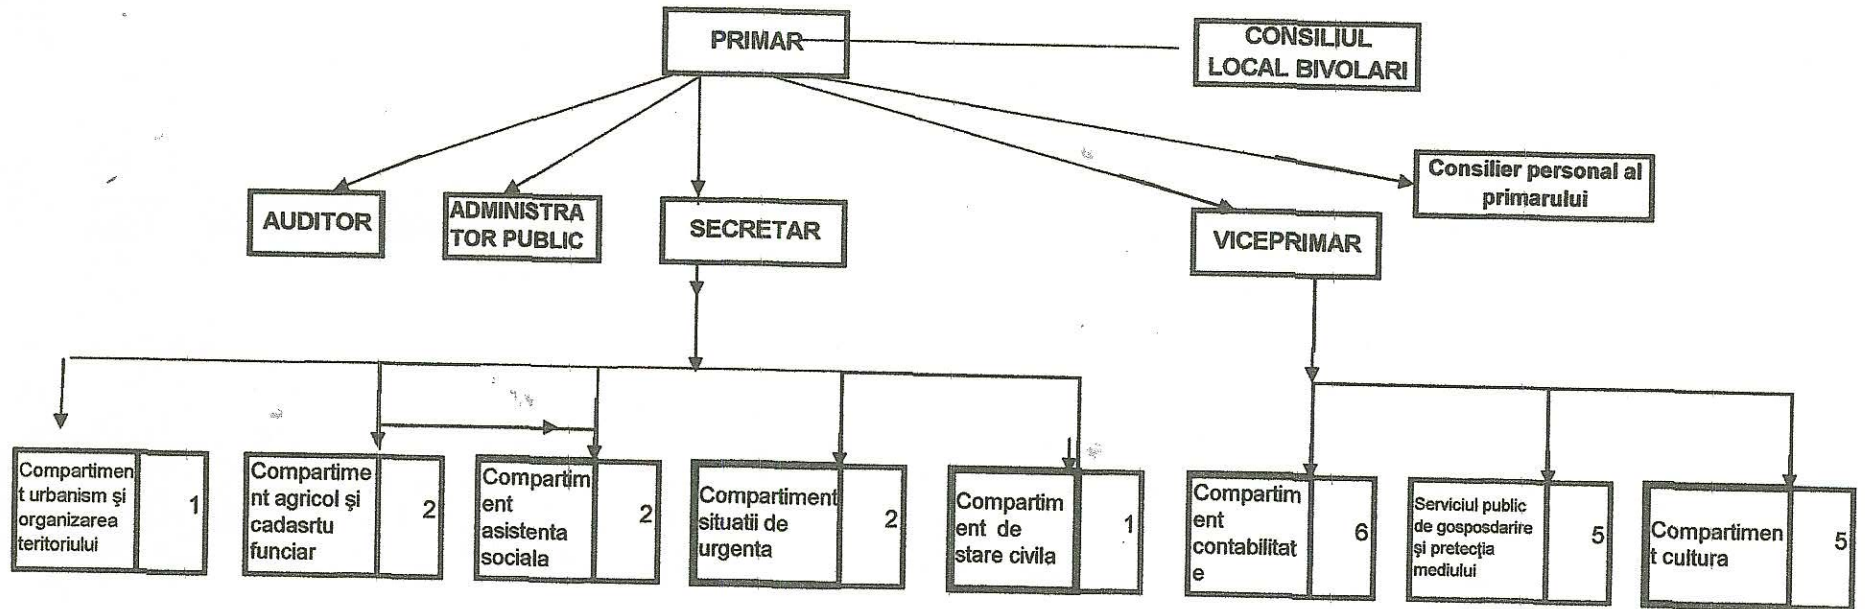 PRIMAR
CONSILIUL
LOCAL BIVOLARI
Consilier personal al
primarului
AUDITOR
ADMINISTRA
TOR PUBLIC
SECRETAR
VICEPRIMAR
Compartimen
t urbanism şi
organizarea
teritoriului
1
Compartime
nt agricol şi
cadasrtu
funciar
2
Compartim
ent
asistenta
sociala
2
Compartiment
situatii de
urgenta
2
Compartim
ent de
stare civila
1
Compartim
ent
contabilitat
e
6
Serviciul public
de gosposdarire
şi pretecţia
mediului
5
Compartimen
t cultura
5